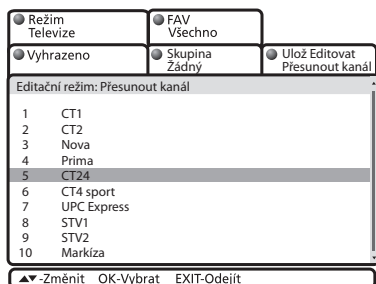 Režim
Televize
FAV
Všechno
Vyhrazeno
Skupina
Žádný
Ulož Editovat
Přesunout kanál
Editační režim: Přesunout kanál
1 CT1
2 CT2
3 Nova
4 Prima
5 CT24
6 CT4 sport
7 UPC Express
8 STV1
9 STV2
10 Markíza
▲▼-Změnit OK-Vybrat EXIT-Odejít